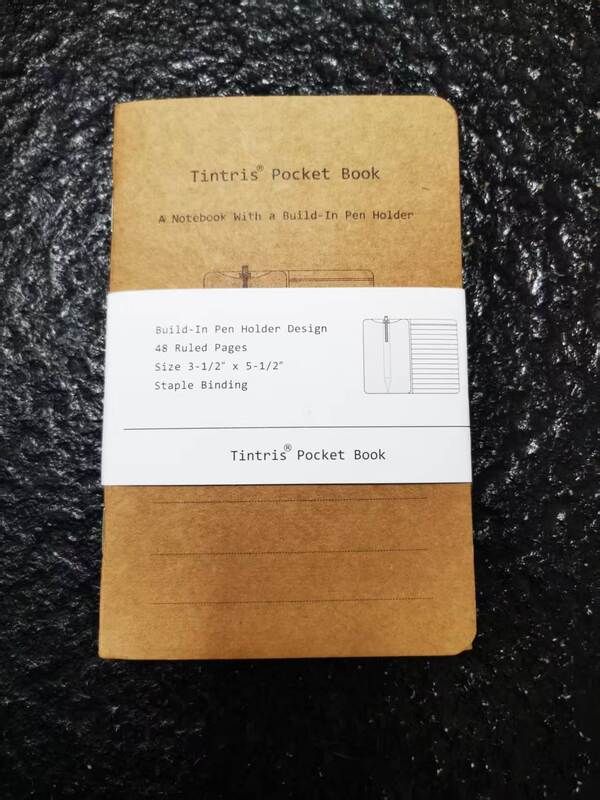 Tintris® Pocket Book
A Notebook With a Build-In Pen Holder
Build-In Pen Holder Design
48 Ruled Pages
Size 3-1/2" x 5-1/2"
Staple Binding
Tintris® Pocket Book